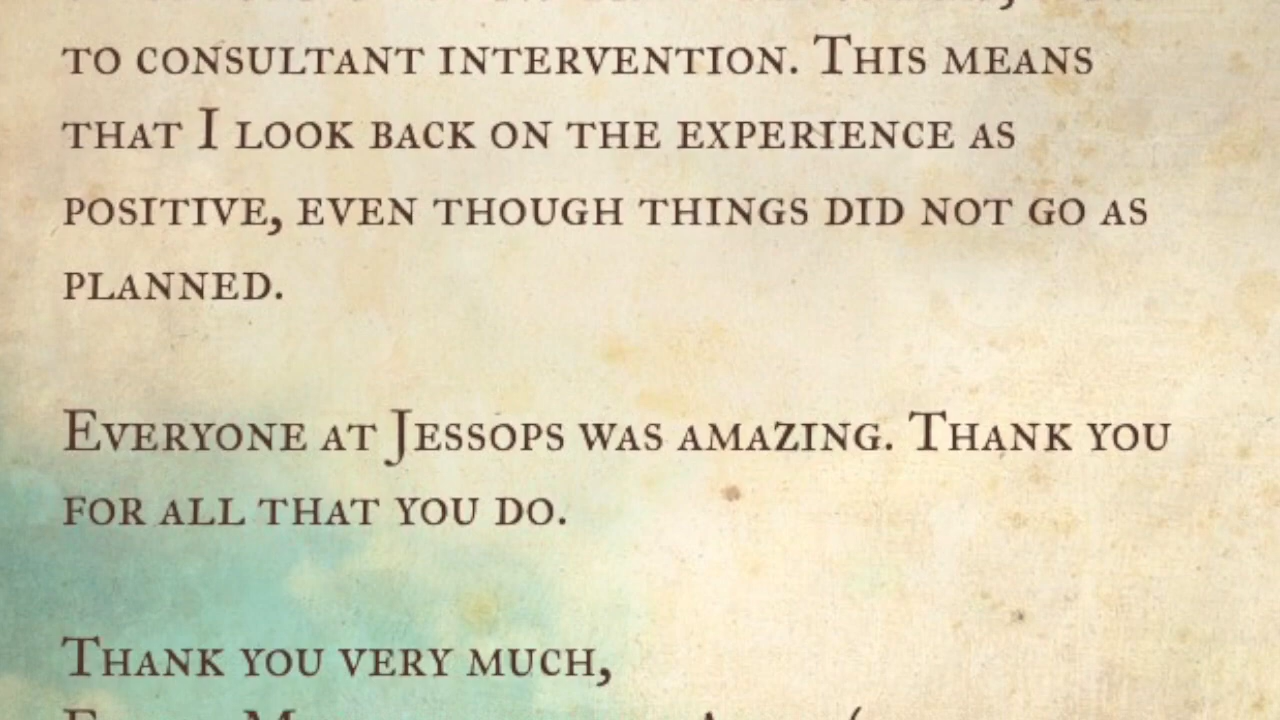 to consultant intervention. This means
that I look back on the experience as
positive, even though things did not go as
planned.
Everyone at Jessops was amazing. Thank you
for all that you do.
Thank you very much,